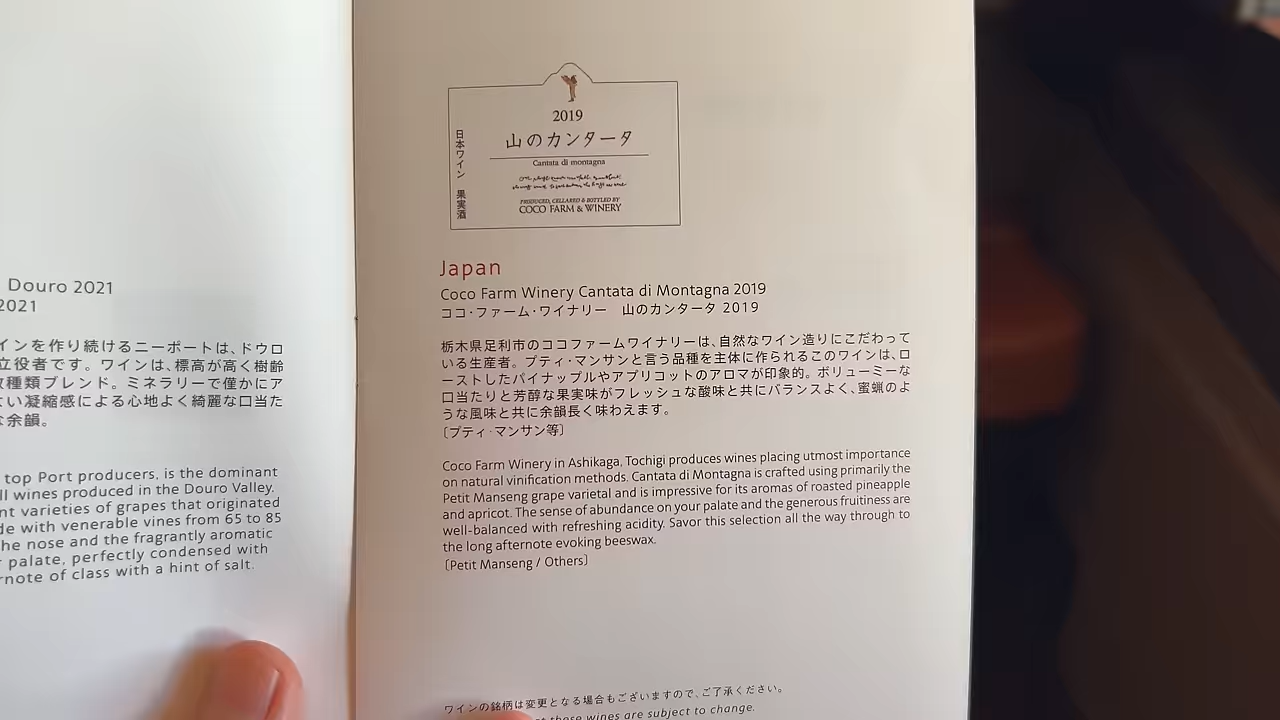 Douro 2021
2021
インを作り続けるニーポートは、ドウロ
立役者です。ワインは、標高が高く樹齢
種類ブレンド。ミネラリーで僅かにア
い凝縮感による心地よく綺麗な口当た
な余韻。
top Port producers, is the dominant
wines produced in the Douro Valley.
varieties of grapes that originated
with venerable vines from 65 to 85
the nose and the fragrantly aromatic
palate, perfectly condensed with
of class with a hint of salt.
2019
山のカンタータ
Cantata di montagna
PRODUCED, CELLARED & BOTTLED BY
COCO FARM & WINERY
日本ワイン 果実酒
Japan
Coco Farm Winery Cantata di Montagna 2019
ココ・ファーム・ワイナリー 山のカンタータ 2019
栃木県足利市のココファームワイナリーは、自然なワイン造りにこだわって
いる生産者。プティ・マンサンと言う品種を主体に作られるこのワインは、ロ
ーストしたパイナップルやアプリコットのアロマが印象的。ボリューミーな
口当たりと芳醇な果実味がフレッシュな酸味と共にバランスよく、蜜蝋のよ
うな風味と共に余韻長く味わえます。
〔プティ・マンサン等〕
Coco Farm Winery in Ashikaga, Tochigi produces wines placing utmost importance
on natural vinification methods. Cantata di Montagna is crafted using primarily the
Petit Manseng grape varietal and is impressive for its aromas of roasted pineapple
and apricot. The sense of abundance on your palate and the generous fruitiness are
well-balanced with refreshing acidity. Savor this selection all the way through to
the long afternote evoking beeswax.
〔Petit Manseng / Others〕
ワインの銘柄は変更となる場合もございますので、ご了承ください。
these wines are subject to change.